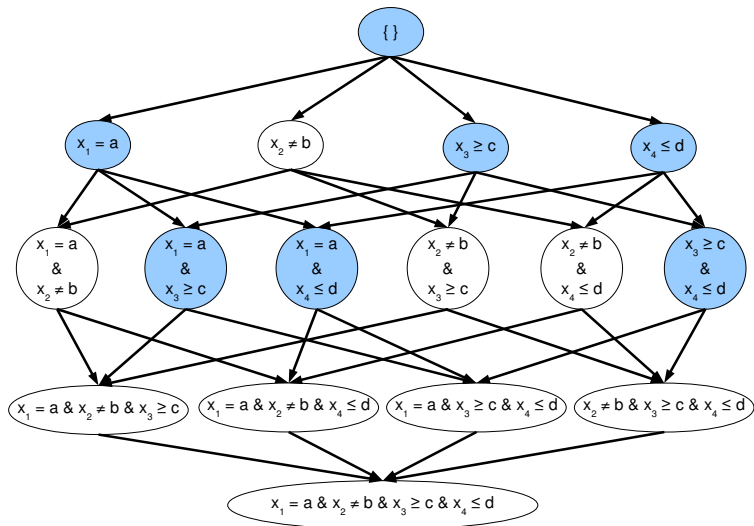 { }
x₁ = a
x₂ ≠ b
x₃ ≥ c
x₄ ≤ d
x₁ = a
&
x₂ ≠ b
x₁ = a
&
x₃ ≥ c
x₁ = a
&
x₄ ≤ d
x₂ ≠ b
&
x₃ ≥ c
x₂ ≠ b
&
x₄ ≤ d
x₃ ≥ c
&
x₄ ≤ d
x₁ = a & x₂ ≠ b & x₃ ≥ c
x₁ = a & x₂ ≠ b & x₄ ≤ d
x₁ = a & x₃ ≥ c & x₄ ≤ d
x₂ ≠ b & x₃ ≥ c & x₄ ≤ d
x₁ = a & x₂ ≠ b & x₃ ≥ c & x₄ ≤ d